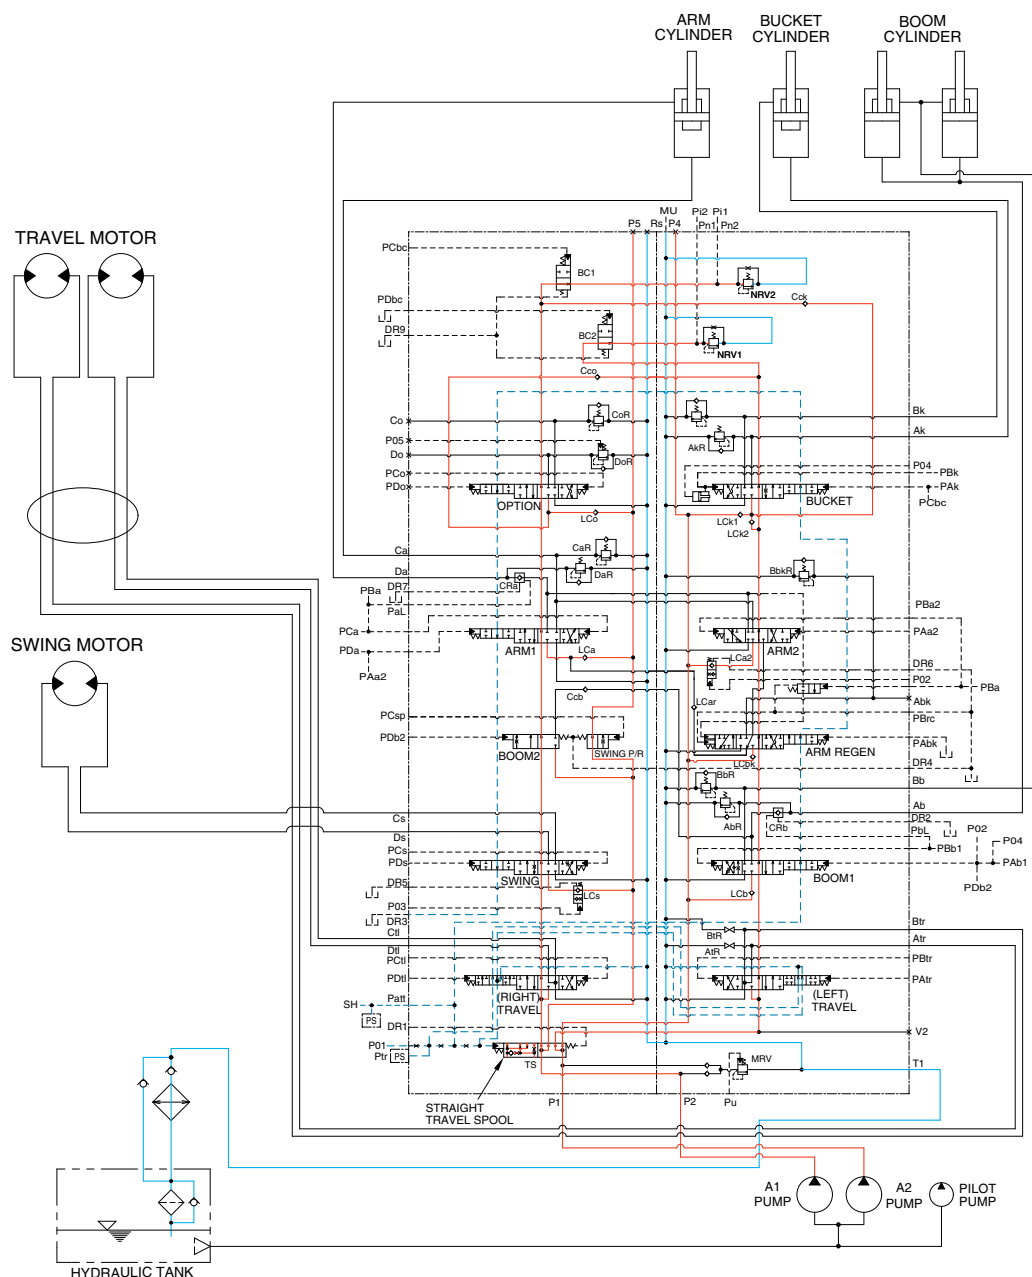 ARM
CYLINDER
BUCKET
CYLINDER
BOOM
CYLINDER
TRAVEL MOTOR
SWING MOTOR
MU
Pi2 Pi1
P5 Rs P4 Pn1 Pn2
PCbc
BC1
NRV2
Cck
PDbc
DR9
BC2
NRV1
Cco
Co
CoR
Bk
AkR
Ak
P05
Do
DoR
P04
PCo
PBk
PDo
PAk
OPTION
BUCKET
PCbc
LCo
LCk1
LCk2
Ca
CaR
Da
DaR
BbkR
DR7
CRa
PBa
PaL
PBa2
PCa
PAa2
PDa
ARM1
ARM2
PAa2
LCa
LCa2
DR6
P02
PBa
Ccb
LCar
Abk
PCsp
PBrc
PDb2
PAbk
BOOM2
SWING P/R
ARM REGEN
LCbk
DR4
BbR
Bb
Ab
Cs
AbR
CRb
DR2
PbL
P02
P04
Ds
PCs
PBb1
PDs
PAb1
SWING
BOOM1
PDb2
DR5
LCs
LCb
P03
DR3
Ctl
Btr
BtR
Atr
Dtl
AtR
PCtl
PBtr
PDtl
PAtr
(RIGHT)
TRAVEL
(LEFT)
TRAVEL
Patt
SH
PS
DR1
V2
P01
Ptr
PS
TS
MRV
T1
STRAIGHT
TRAVEL SPOOL
P1
P2
Pu
A1
PUMP
A2
PUMP
PILOT
PUMP
HYDRAULIC TANK